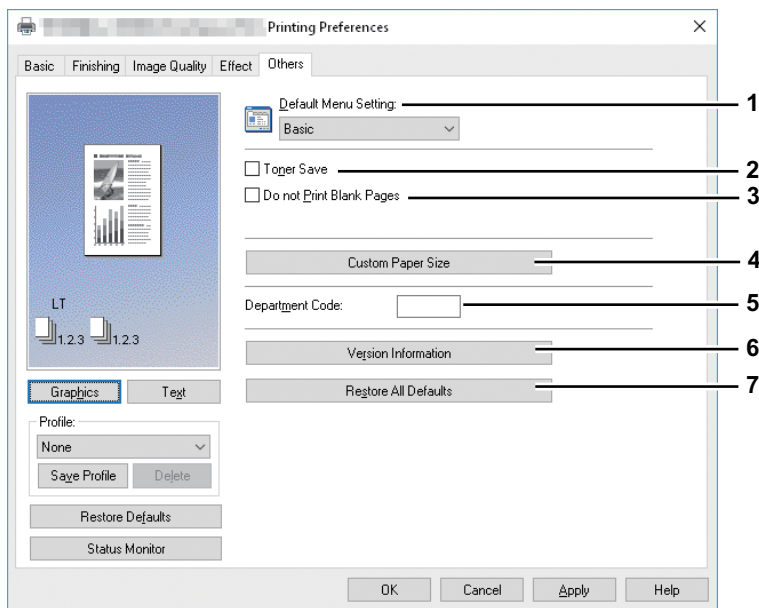 Printing Preferences
Basic Finishing Image Quality Effect Others
Default Menu Setting: 1
Basic
Toner Save 2
Do not Print Blank Pages 3
Custom Paper Size 4
Department Code: 5
Version Information 6
Restore All Defaults 7
LT
1.2.3 1.2.3
Graphics Text
Profile:
None
Save Profile Delete
Restore Defaults
Status Monitor
OK Cancel Apply Help